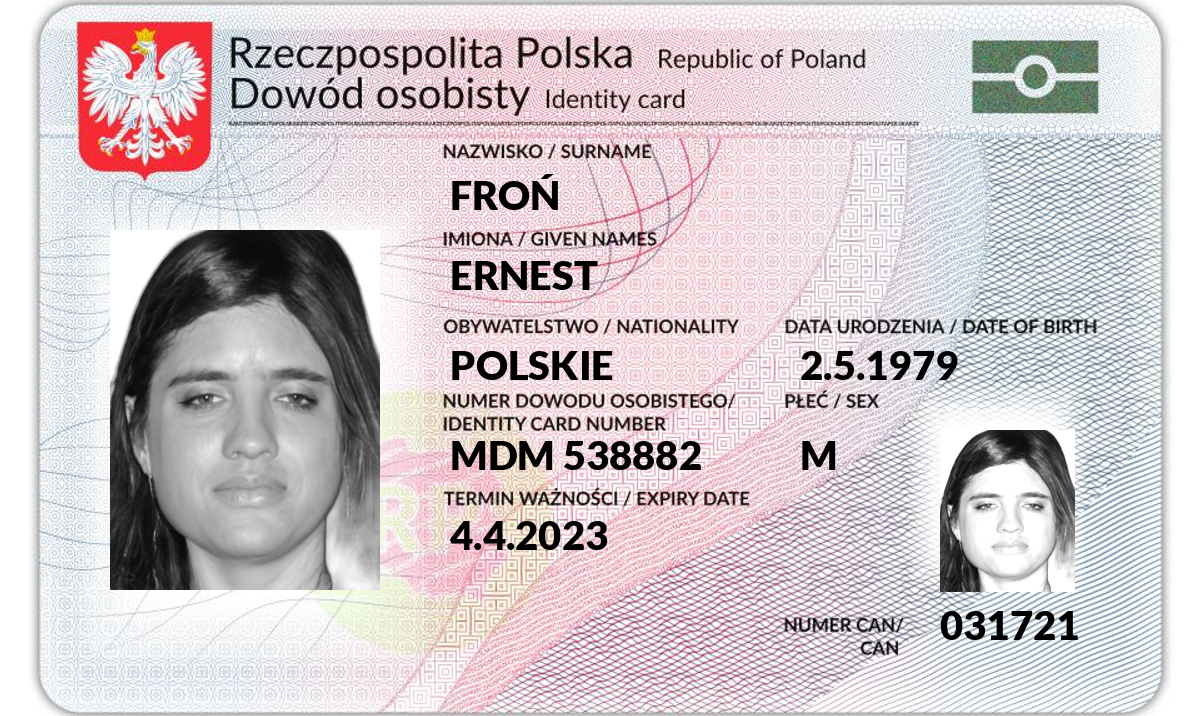 Rzeczpospolita Polska Republic of Poland
Dowód osobisty Identity card
NAZWISKO / SURNAME
FROŃ
IMIONA / GIVEN NAMES
ERNEST
OBYWATELSTWO / NATIONALITY DATA URODZENIA / DATE OF BIRTH
POLSKIE 2.5.1979
NUMER DOWODU OSOBISTEGO/ PŁEĆ / SEX
IDENTITY CARD NUMBER
MDM 538882 M
TERMIN WAŻNOŚCI / EXPIRY DATE
4.4.2023
NUMER CAN/ 031721
CAN